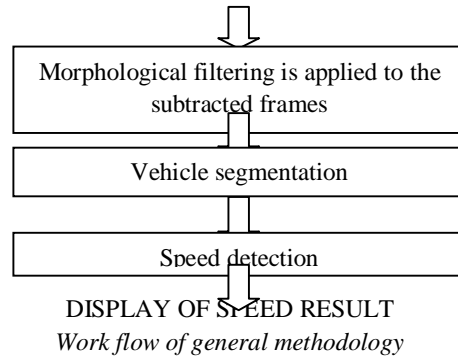 Morphological filtering is applied to the
subtracted frames
Vehicle segmentation
Speed detection
DISPLAY OF SPEED RESULT
Work flow of general methodology